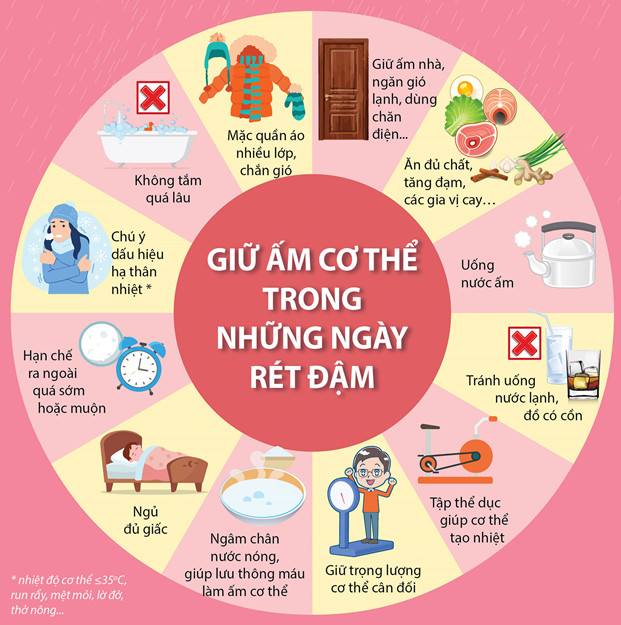 GIỮ ẤM CƠ THỂ
TRONG
NHỮNG NGÀY
RÉT ĐẬM
Giữ ấm nhà,
ngăn gió
lạnh, dùng
chăn
điện...
Ăn đủ chất,
tăng đạm,
các gia vị cay...
Uống
nước ấm
Tránh uống
nước lạnh,
đồ có cồn
Tập thể dục
giúp cơ thể
tạo nhiệt
Giữ trọng lượng
cơ thể cân đối
Ngâm chân
nước nóng,
giúp lưu thông máu
làm ấm cơ thể
Ngủ
đủ giấc
Hạn chế
ra ngoài
quá sớm
hoặc muộn
Chú ý
dấu hiệu
hạ thân
nhiệt *
Không tắm
quá lâu
Mặc quần áo
nhiều lớp,
chắn gió
* nhiệt độ cơ thể ≤35ºC,
run rẩy, mệt mỏi, lờ đờ,
thở nông...